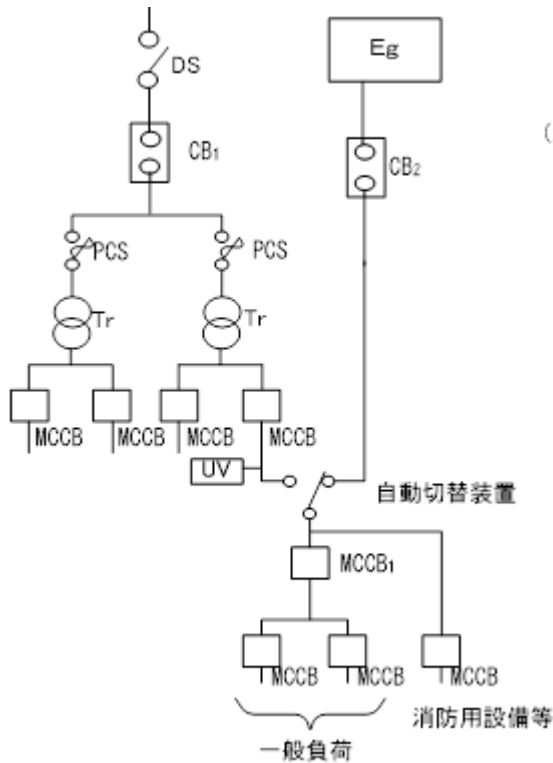 DS
Eg
(
CB₁
CB₂
PCS
PCS
Tr
Tr
MCCB
MCCB
MCCB
MCCB
UV
自動切替装置
MCCB₁
MCCB
MCCB
MCCB
消防用設備等
一般負荷